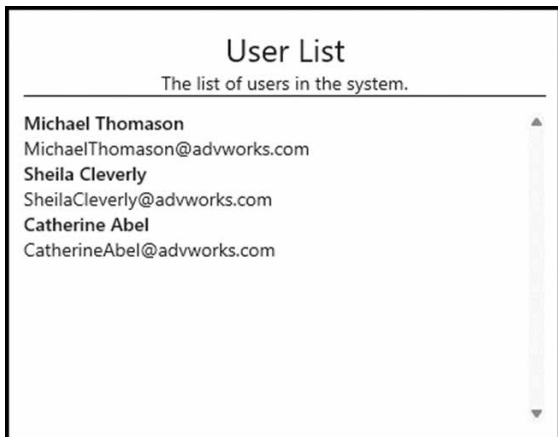 User List
The list of users in the system.
Michael Thomason
MichaelThomason@advworks.com
Sheila Cleverly
SheilaCleverly@advworks.com
Catherine Abel
CatherineAbel@advworks.com